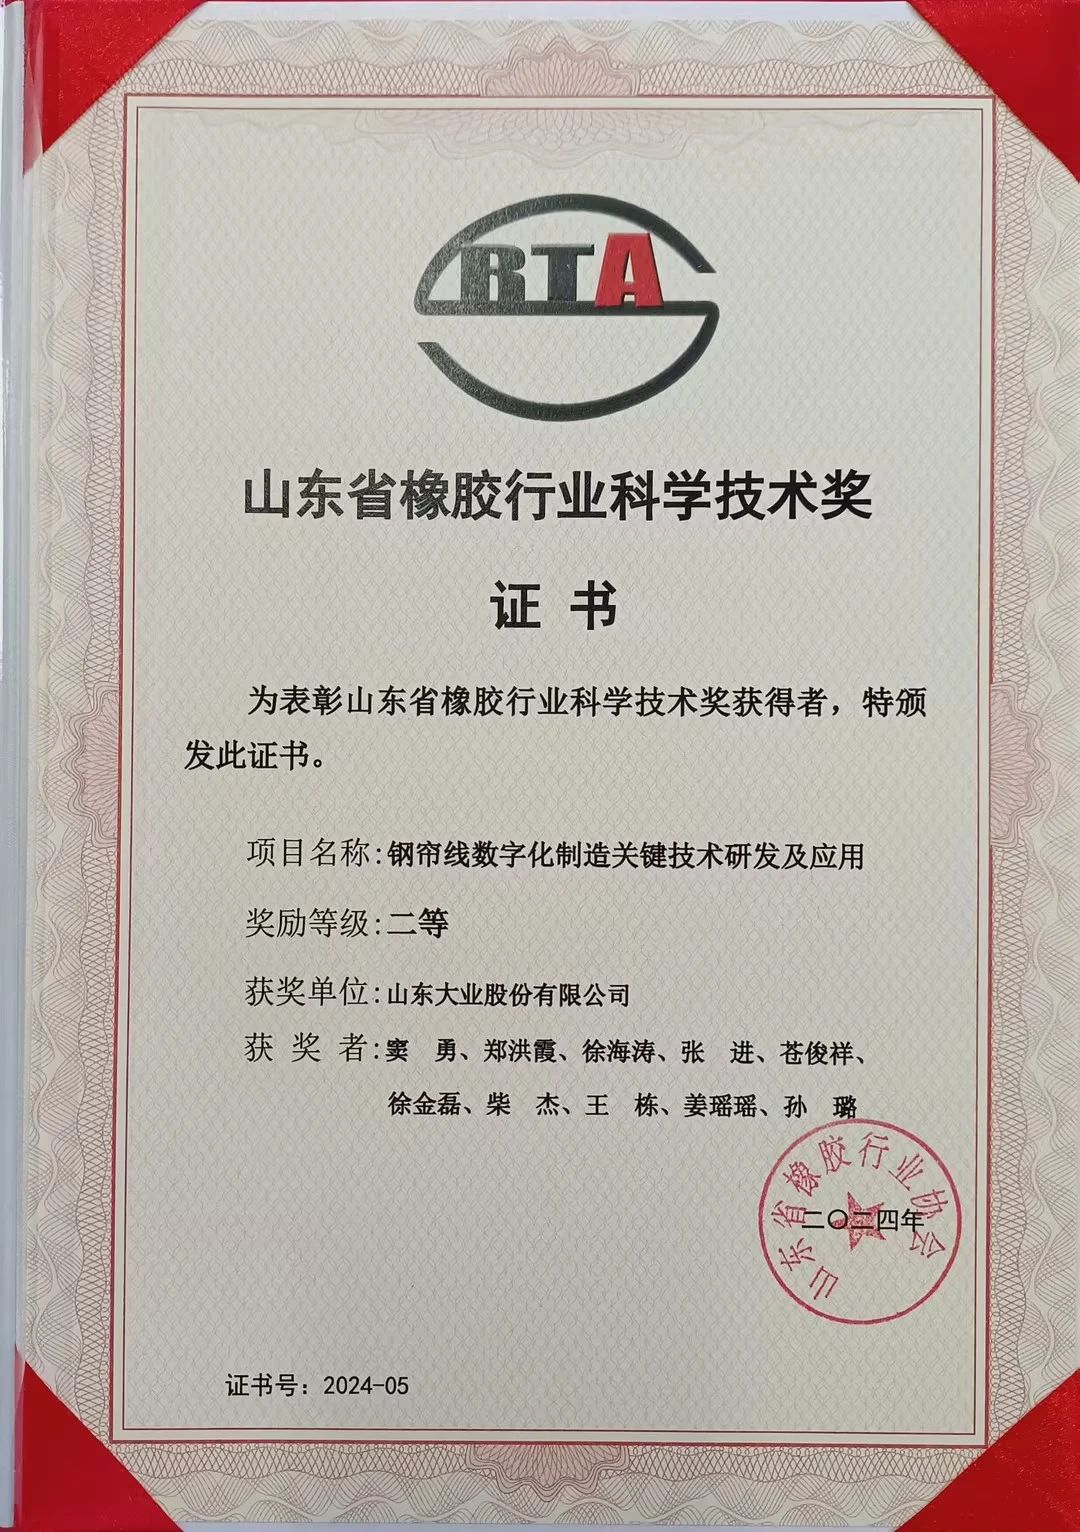 RTA
山东省橡胶行业科学技术奖
证 书
为表彰山东省橡胶行业科学技术奖获得者，特颁
发此证书。
项目名称:钢帘线数字化制造关键技术研发及应用
奖励等级:二等
获奖单位:山东大业股份有限公司
获 奖 者:窦　勇、郑洪霞、徐海涛、张　进、苍俊祥、
徐金磊、柴　杰、王　栋、姜瑶瑶、孙　璐
山东省橡胶行业协会
二〇二四年
证书号：2024-05